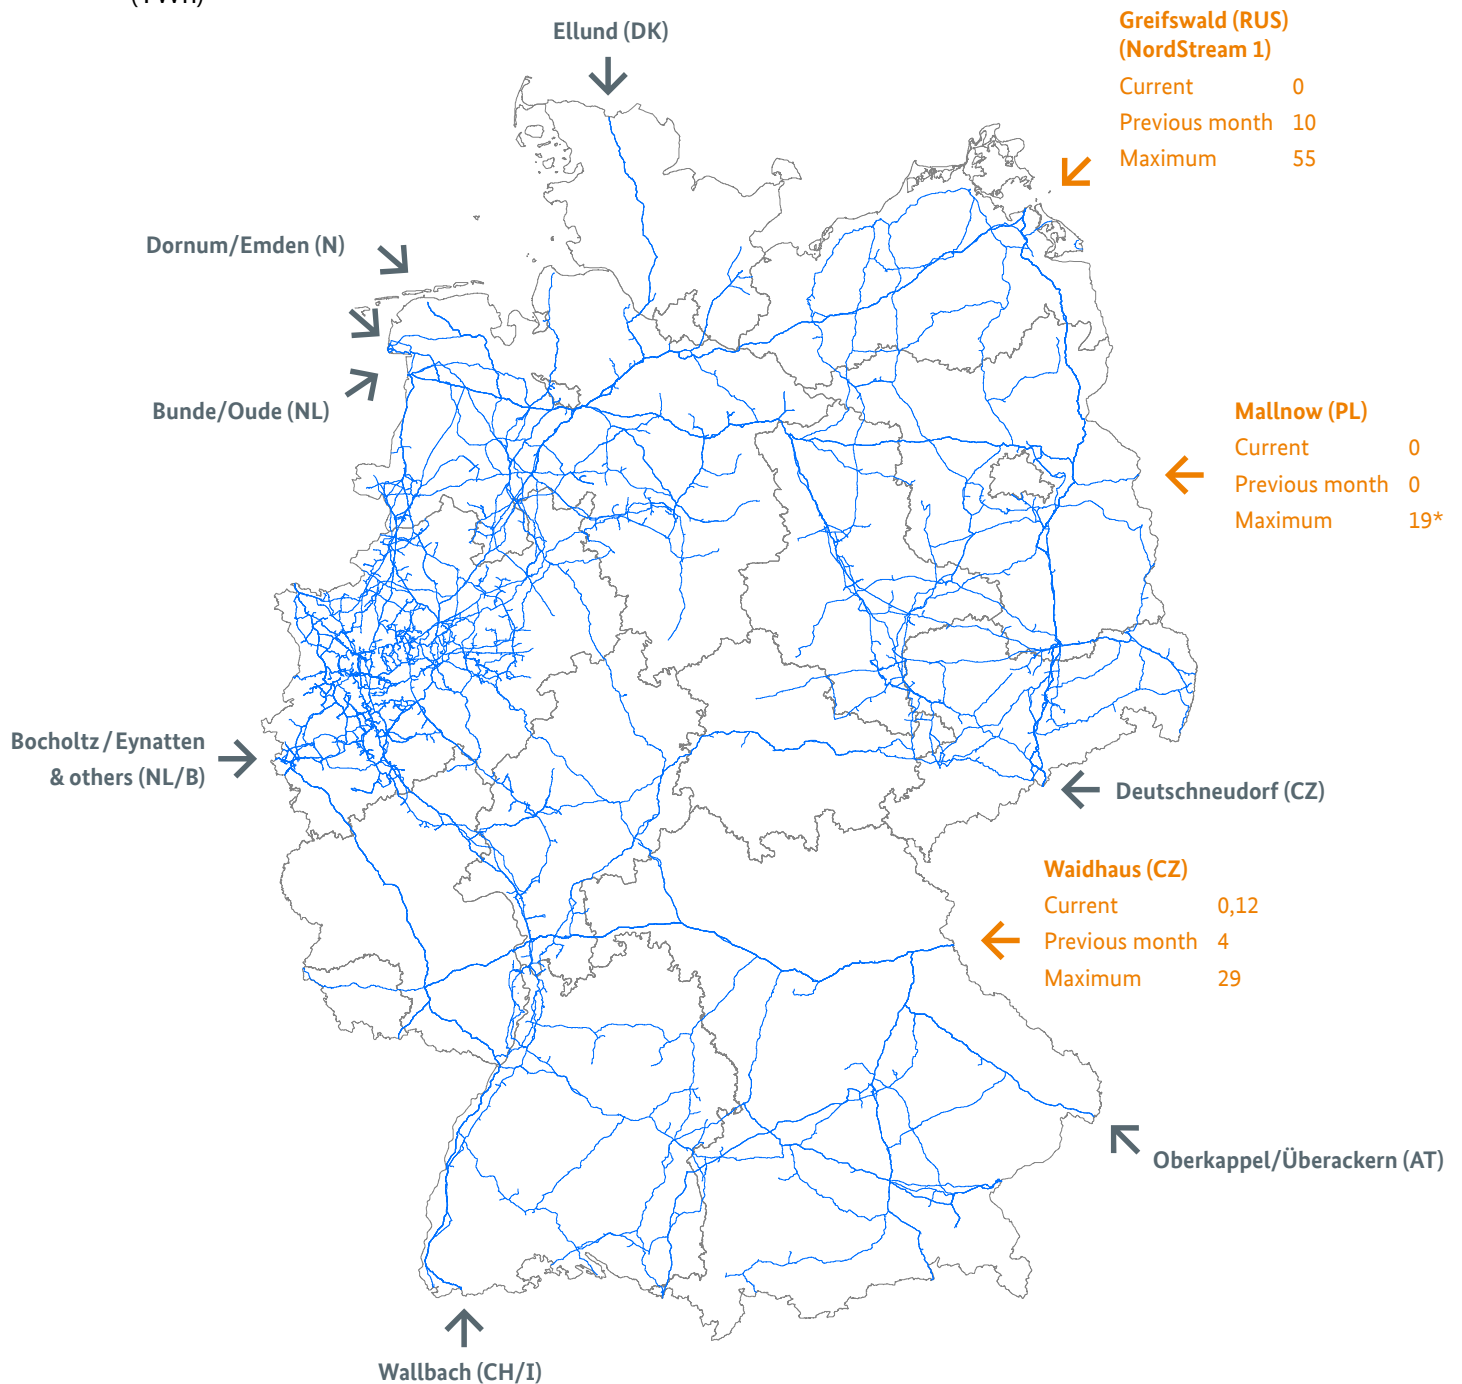 (TWh)
Ellund (DK)
Greifswald (RUS)
(NordStream 1)
Current 0
Previous month 10
Maximum 55
Dornum/Emden (N)
Bunde/Oude (NL)
Mallnow (PL)
Current 0
Previous month 0
Maximum 19*
Bocholtz / Eynatten
& others (NL/B)
Deutschneudorf (CZ)
Waidhaus (CZ)
Current 0,12
Previous month 4
Maximum 29
Oberkappel/Überackern (AT)
Wallbach (CH/I)